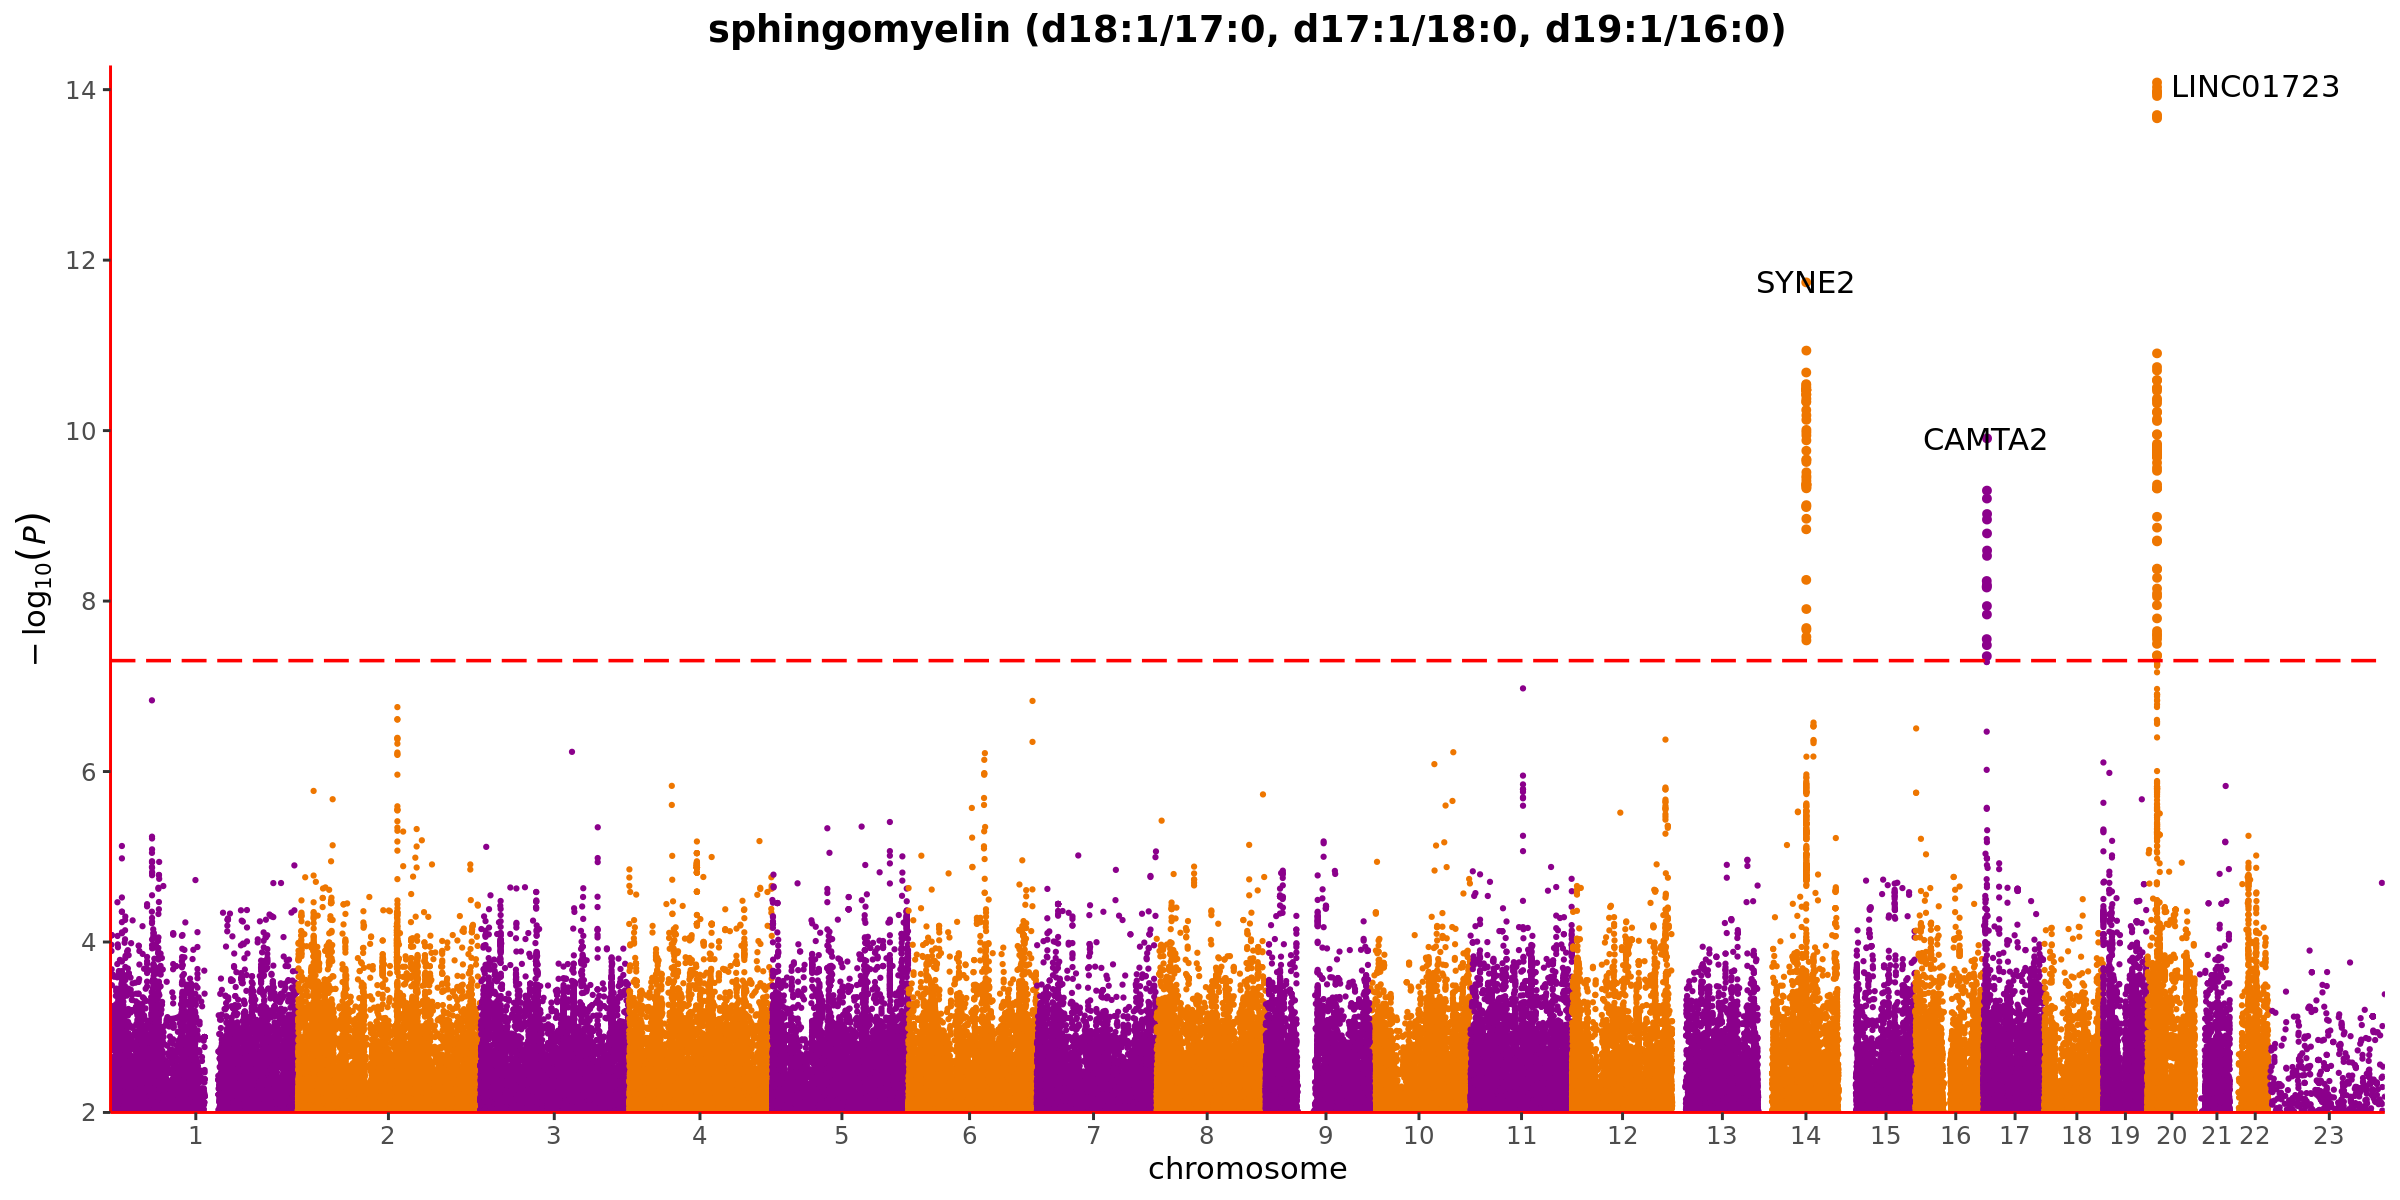 sphingomyelin (d18:1/17:0, d17:1/18:0, d19:1/16:0)
14
LINC01723
12
SYNE2
10
CAMTA2
− log10(P)
8
6
4
2
1 2 3 4 5 6 7 8 9 10 11 12 13 14 15 16 17 18 19 20 21 22 23
chromosome